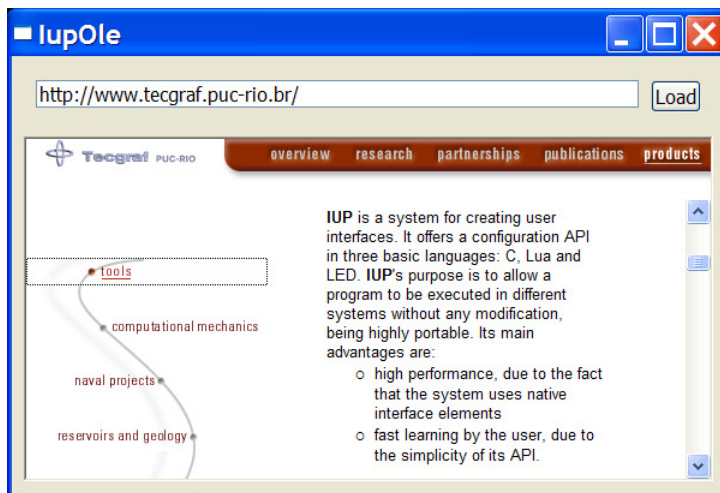 IupOle
http://www.tecgraf.puc-rio.br/
Load
Tecgraf PUC-RIO
overview research partnerships publications products
IUP is a system for creating user
interfaces. It offers a configuration API
in three basic languages: C, Lua and
LED. IUP's purpose is to allow a
program to be executed in different
systems without any modification,
being highly portable. Its main
advantages are:
high performance, due to the fact
that the system uses native
interface elements
fast learning by the user, due to
the simplicity of its API.
tools
computational mechanics
naval projects
reservoirs and geology